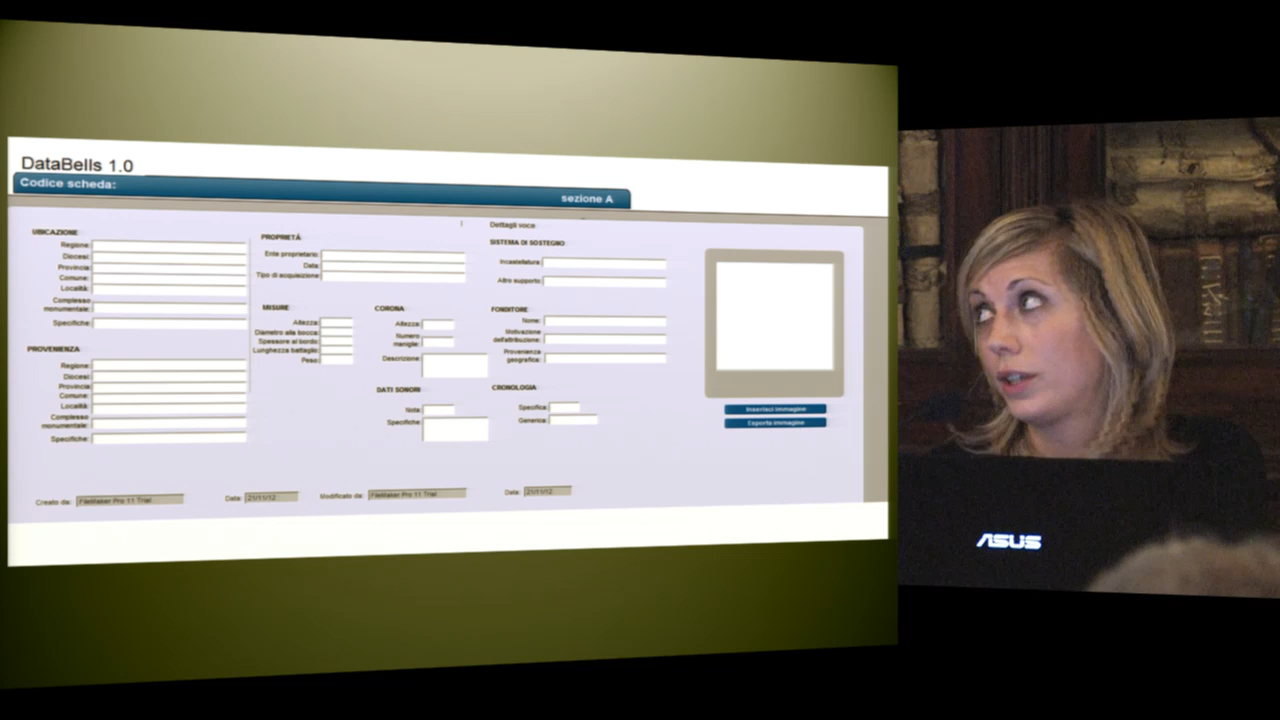 DataBells 1.0
Codice scheda:
sezione A
UBICAZIONE
Regione:
Diocesi:
Provincia:
Comune:
Località:
Complesso
monumentale:
Specifiche:
PROVENIENZA
Regione:
Diocesi:
Provincia:
Comune:
Località:
Complesso
monumentale:
Specifiche:
PROPRIETÀ
Ente proprietario:
Data:
Tipo di acquisizione:
MISURE
Altezza:
Diametro alla bocca:
Spessore al bordo:
Lunghezza battaglio:
Peso:
CORONA
Altezza:
Numero
maniglie:
Descrizione:
DATI SONORI
Nota:
Specifiche:
Dettagli voce
SISTEMA DI SOSTEGNO
Incastellatura:
Altro supporto:
FONDITORE
Nome:
Motivazione
dell'attribuzione:
Provenienza
geografica:
CRONOLOGIA
Specifica:
Generica:
Inserisci immagine
Esporta immagine
Creato da: FileMaker Pro 11 Trial
Data: 21/11/12
Modificato da: FileMaker Pro 11 Trial
Data: 21/11/12
ASUS